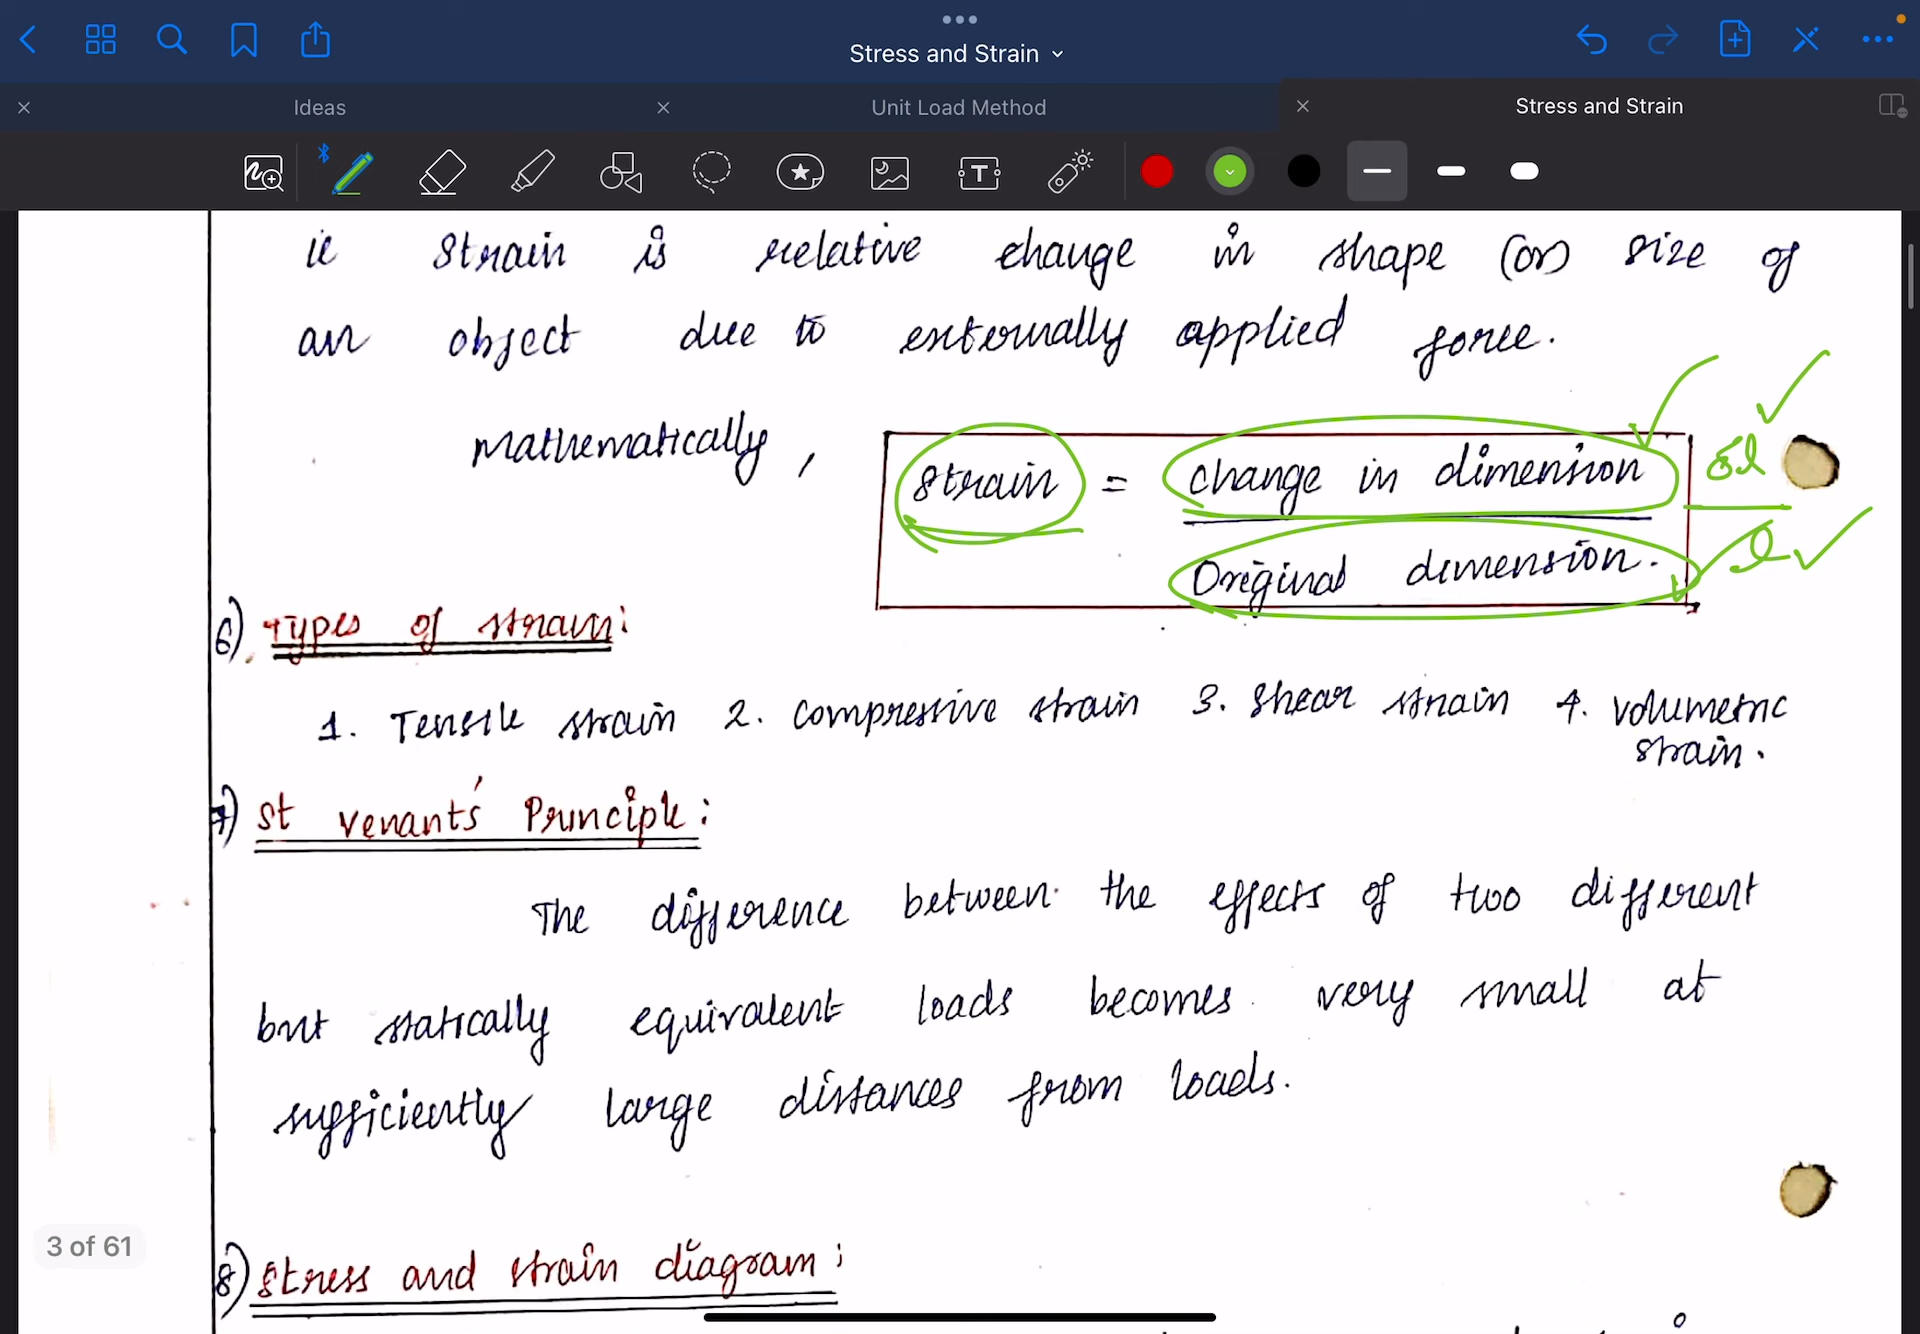 Stress and Strain
Ideas
Unit Load Method
Stress and Strain
T
ie strain is relative change in shape (or) size of
an object due to externally applied force.
Mathematically, strain = change in dimension δl
Original dimension. l
6). Types of strain:
1. Tensile strain 2. compressive strain 3. shear strain 4. volumetric
strain.
7) St venants' Principle:
The difference between the effects of two different
but statically equivalent loads becomes very small at
sufficiently large distances from loads.
8) Stress and strain diagram:
3 of 61